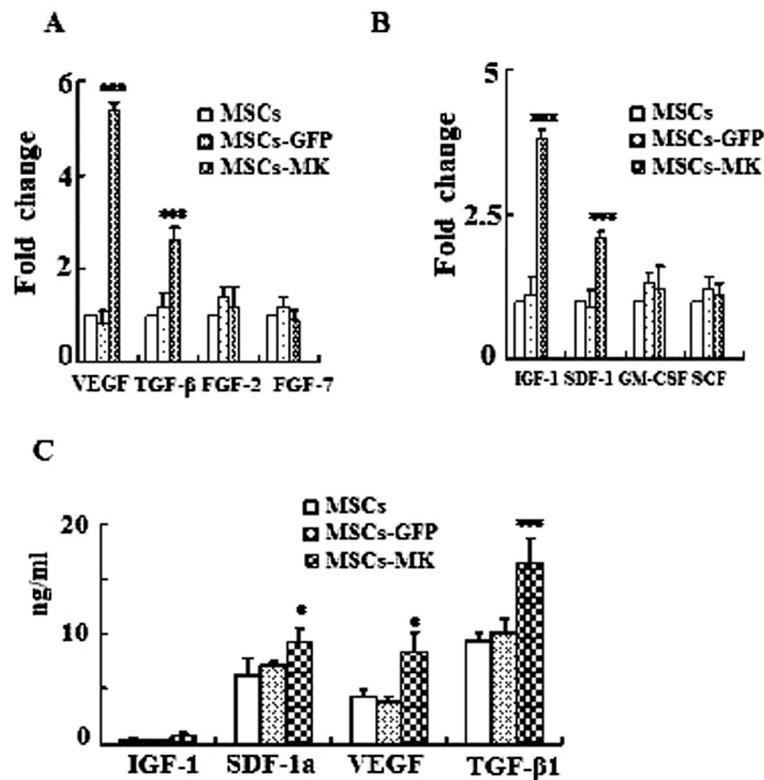 A
Fold change
6
4
2
0
***
***
MSCs
MSCs-GFP
MSCs-MK
VEGF TGF-β FGF-2 FGF-7
B
Fold change
5
2.5
0
***
***
MSCs
MSCs-GFP
MSCs-MK
IGF-1 SDF-1 GM-CSF SCF
C
ng/ml
20
10
0
MSCs
MSCs-GFP
MSCs-MK
*
*
***
IGF-1 SDF-1a VEGF TGF-β1